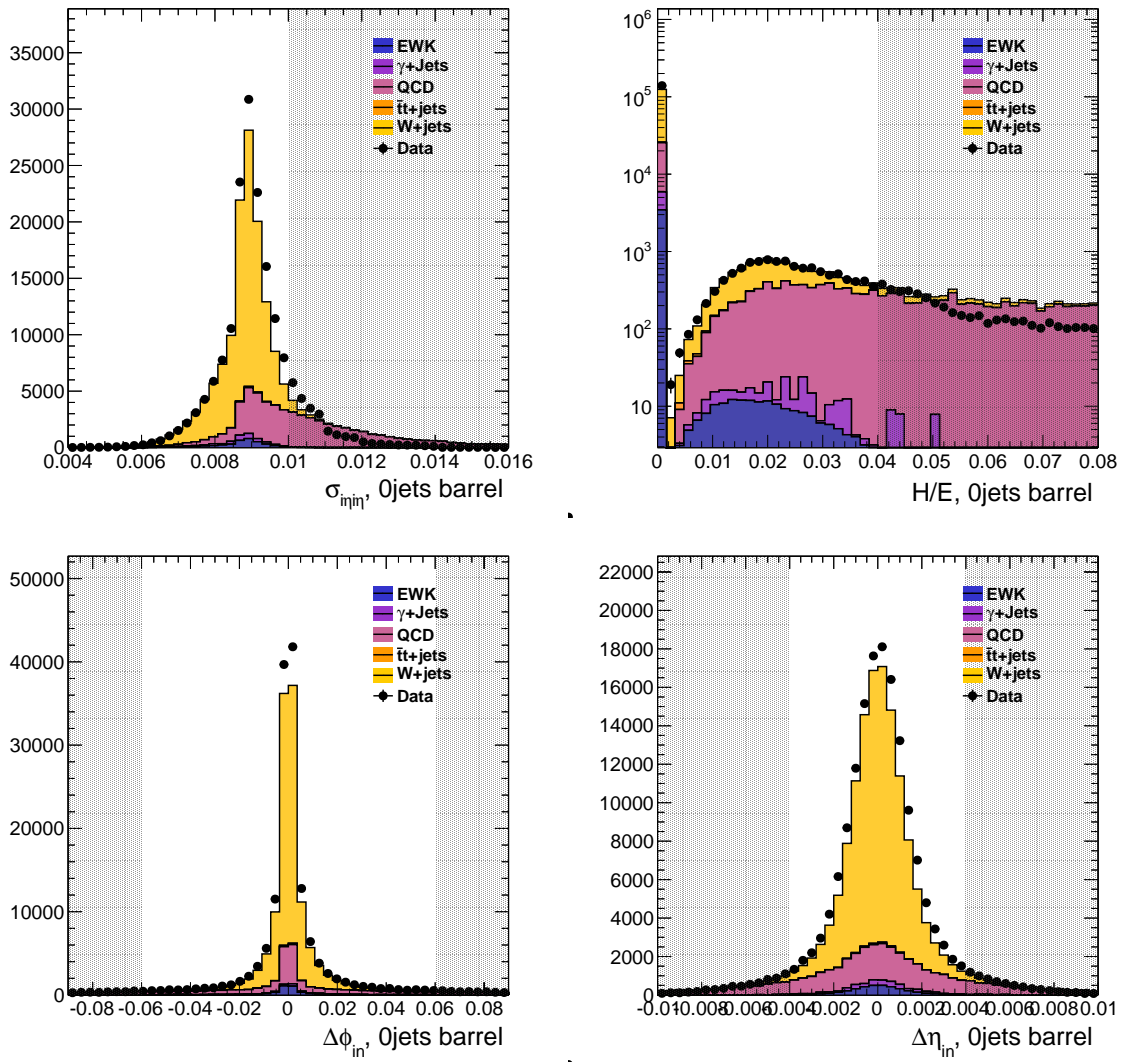 35000
30000
25000
20000
15000
10000
5000
0
0.004 0.006 0.008 0.01 0.012 0.014 0.016
σiηiη, 0jets barrel
EWK
γ+Jets
QCD
tt̄+jets
W+jets
Data
10⁶
10⁵
10⁴
10³
10²
10
0 0.01 0.02 0.03 0.04 0.05 0.06 0.07 0.08
H/E, 0jets barrel
EWK
γ+Jets
QCD
tt̄+jets
W+jets
Data
50000
40000
30000
20000
10000
0
-0.08 -0.06 -0.04 -0.02 0 0.02 0.04 0.06 0.08
Δϕin, 0jets barrel
EWK
γ+Jets
QCD
tt̄+jets
W+jets
Data
22000
20000
18000
16000
14000
12000
10000
8000
6000
4000
2000
0
-0.01 -0.008 -0.006 -0.004 -0.002 0 0.002 0.004 0.006 0.008 0.01
Δηin, 0jets barrel
EWK
γ+Jets
QCD
tt̄+jets
W+jets
Data